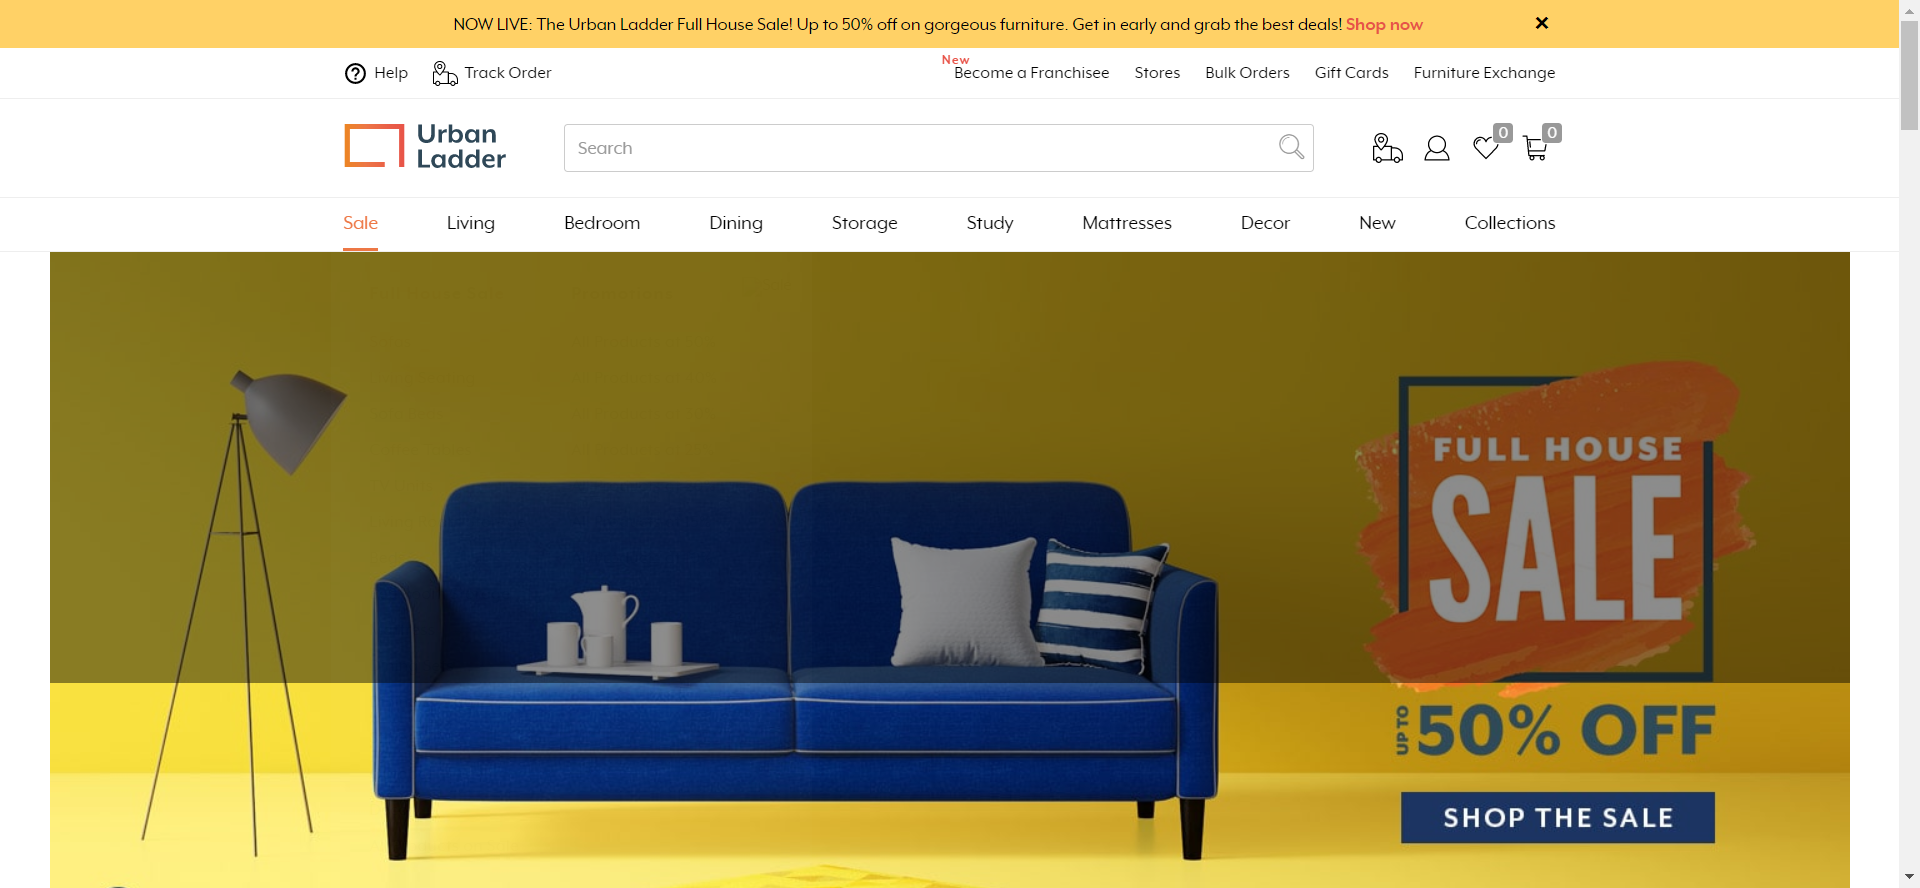 NOW LIVE: The Urban Ladder Full House Sale! Up to 50% off on gorgeous furniture. Get in early and grab the best deals! Shop now
Help Track Order
New
Become a Franchisee Stores Bulk Orders Gift Cards Furniture Exchange
Urban
Ladder
Search
0 0
Sale Living Bedroom Dining Storage Study Mattresses Decor New Collections
FULL HOUSE
SALE
UP TO
50% OFF
SHOP THE SALE